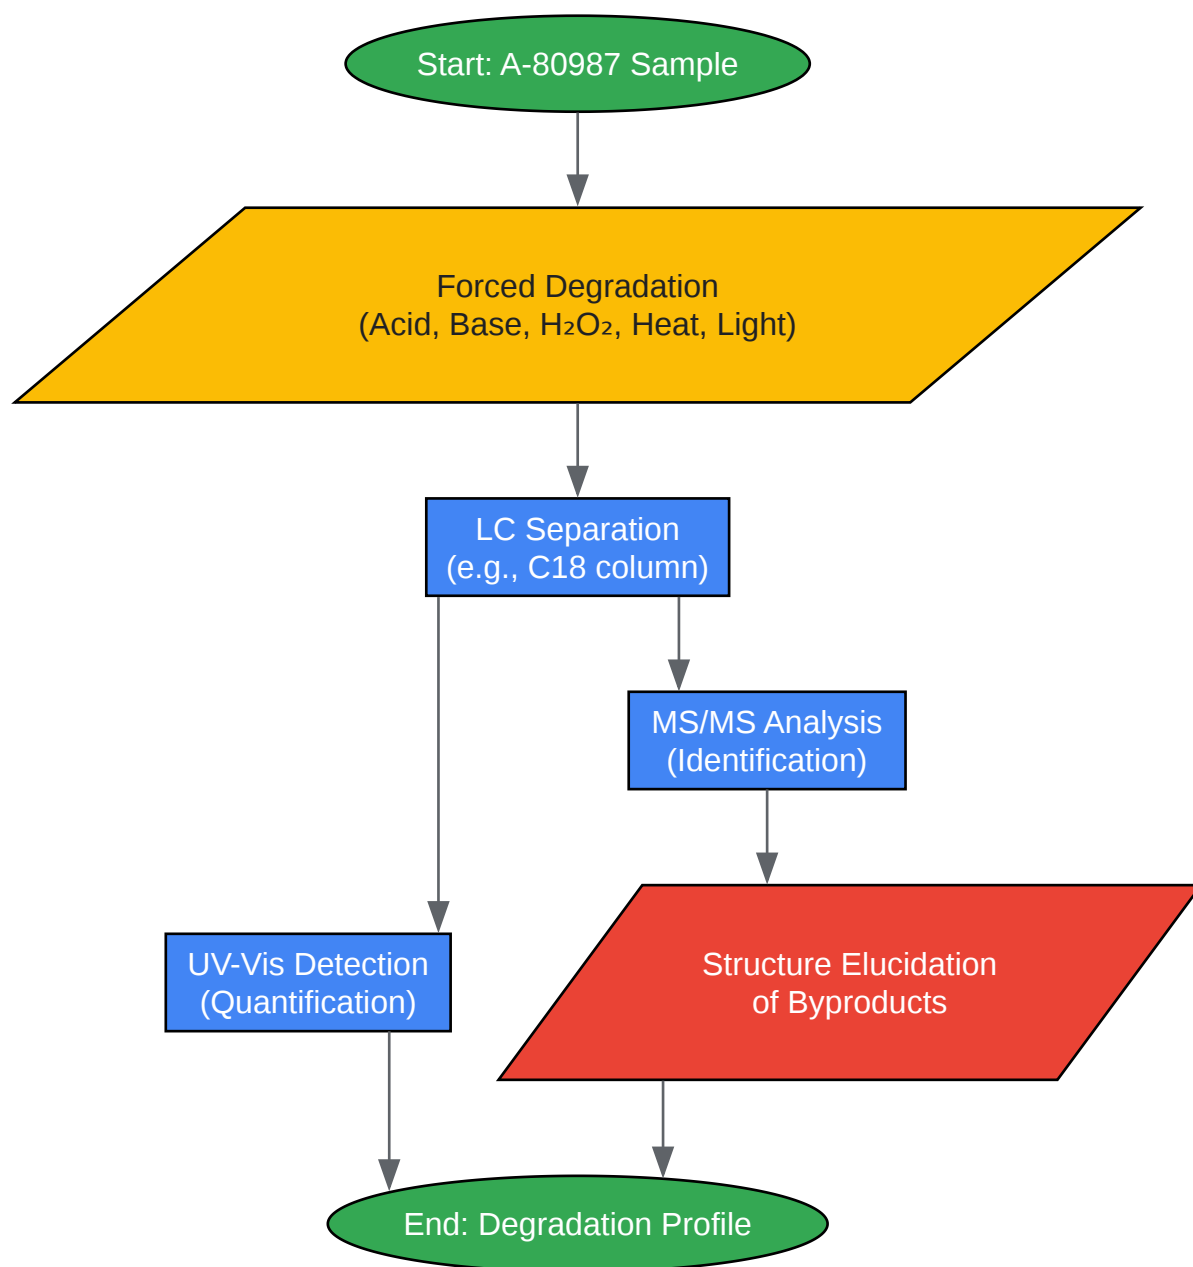 Start: A-80987 Sample
Forced Degradation
(Acid, Base, H₂O₂, Heat, Light)
LC Separation
(e.g., C18 column)
MS/MS Analysis
(Identification)
UV-Vis Detection
(Quantification)
Structure Elucidation
of Byproducts
End: Degradation Profile